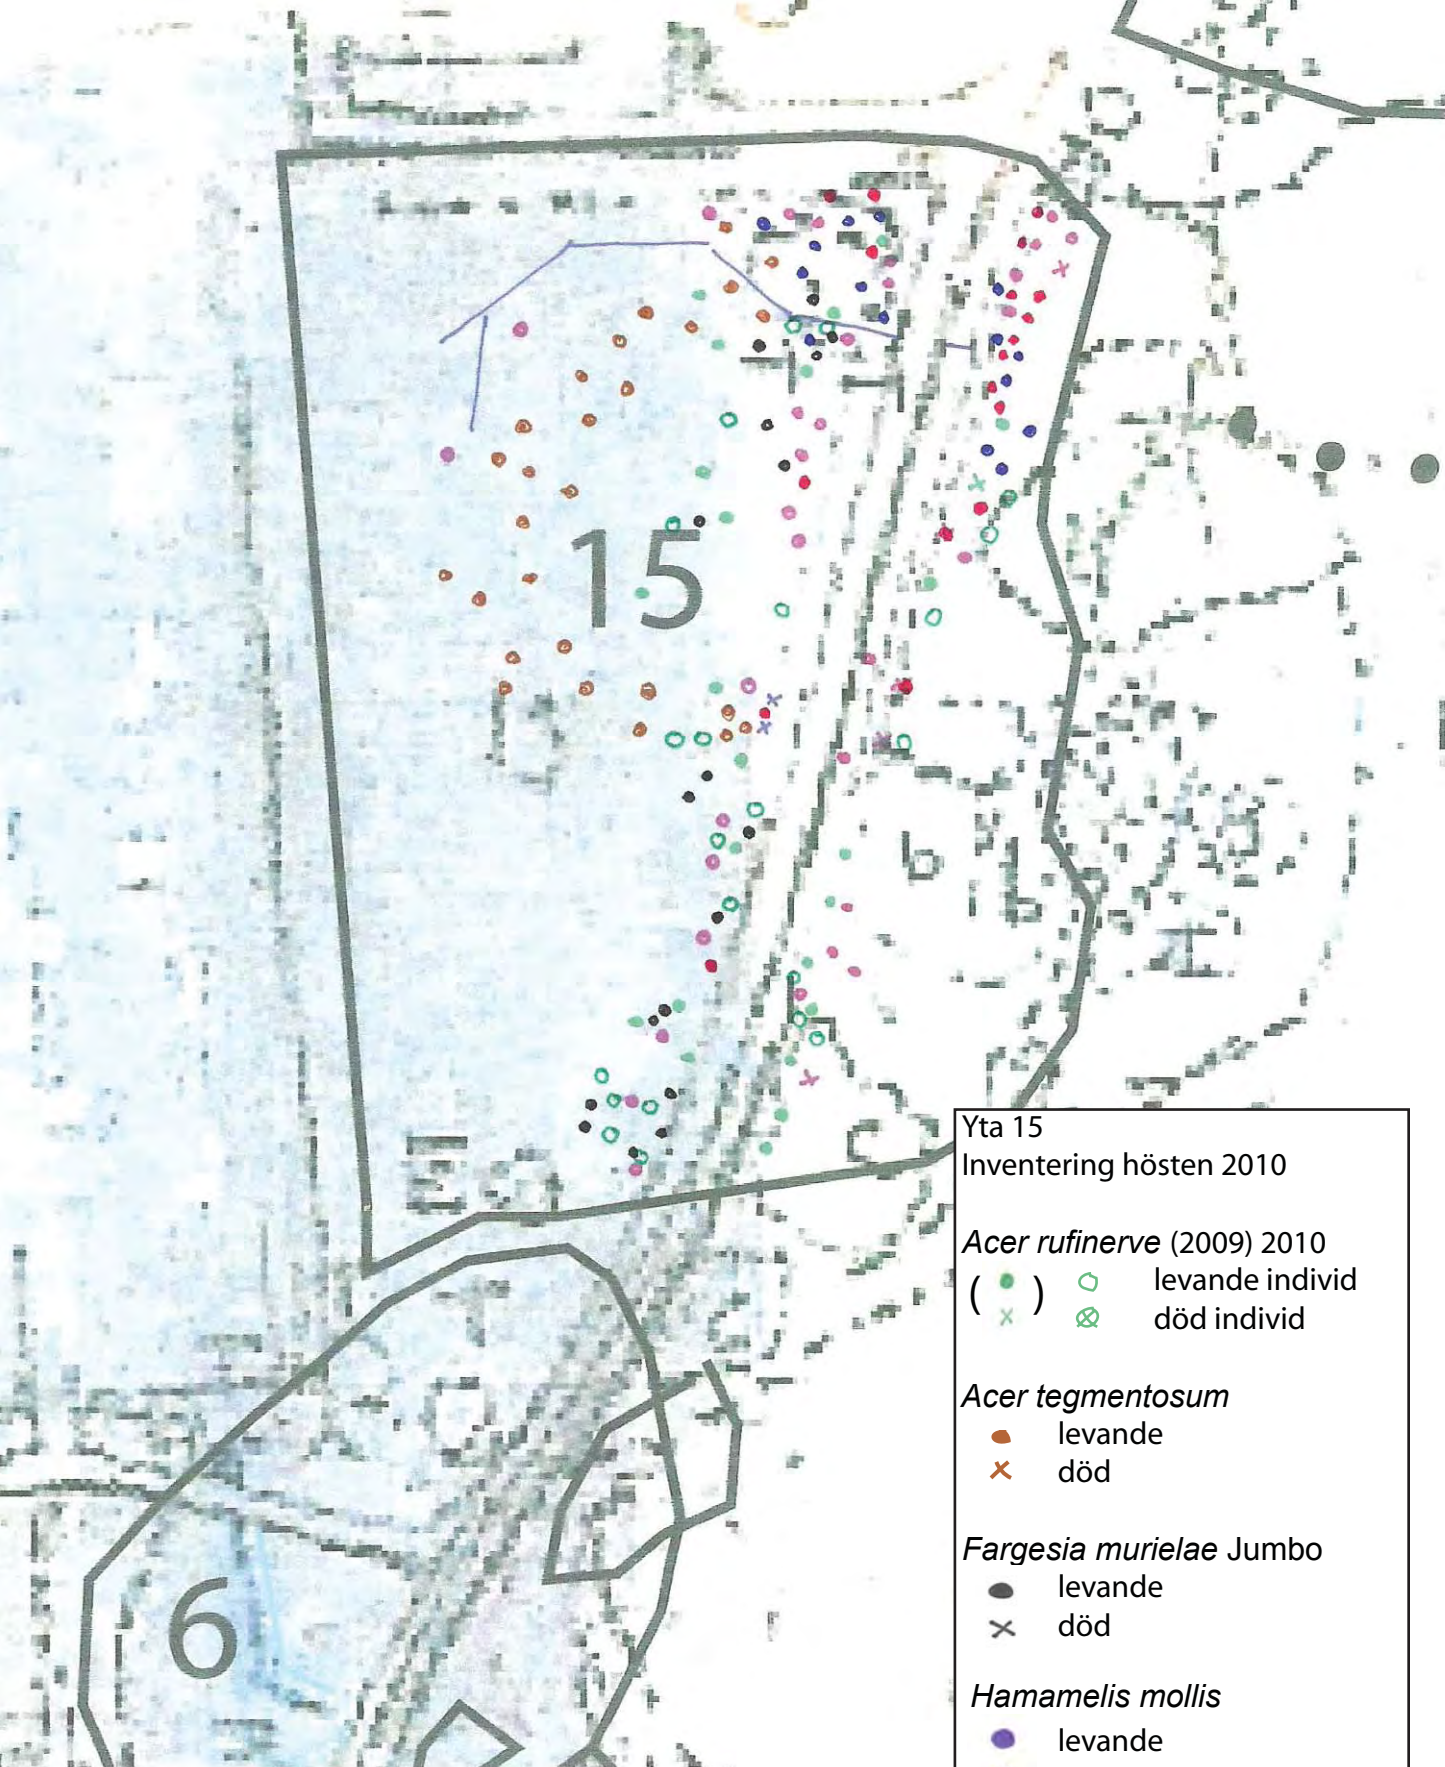 15
6
Yta 15
Inventering hösten 2010
Acer rufinerve (2009) 2010
( ) levande individ
död individ
Acer tegmentosum
levande
död
Fargesia murielae Jumbo
levande
död
Hamamelis mollis
levande